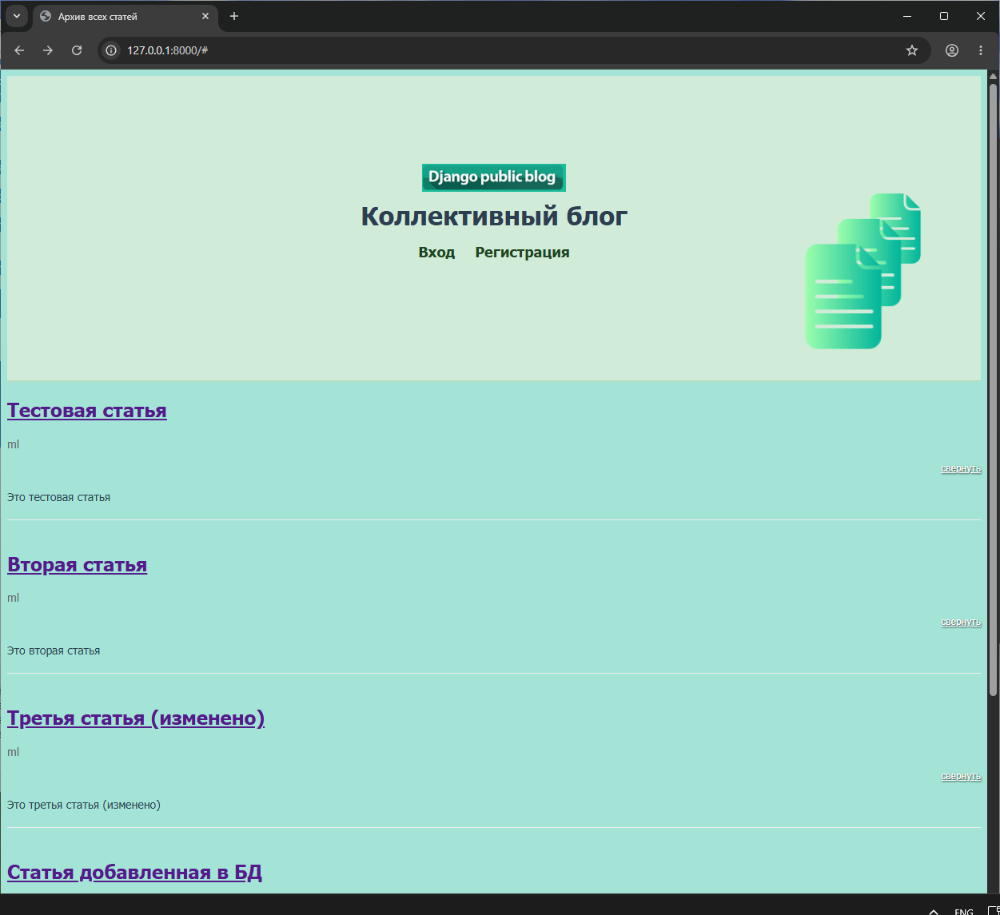 Архив всех статей
127.0.0.1:8000/#
Django public blog
Коллективный блог
Вход Регистрация
Тестовая статья
ml
свернуть
Это тестовая статья
Вторая статья
ml
свернуть
Это вторая статья
Третья статья (изменено)
ml
свернуть
Это третья статья (изменено)
Статья добавленная в БД
ENG